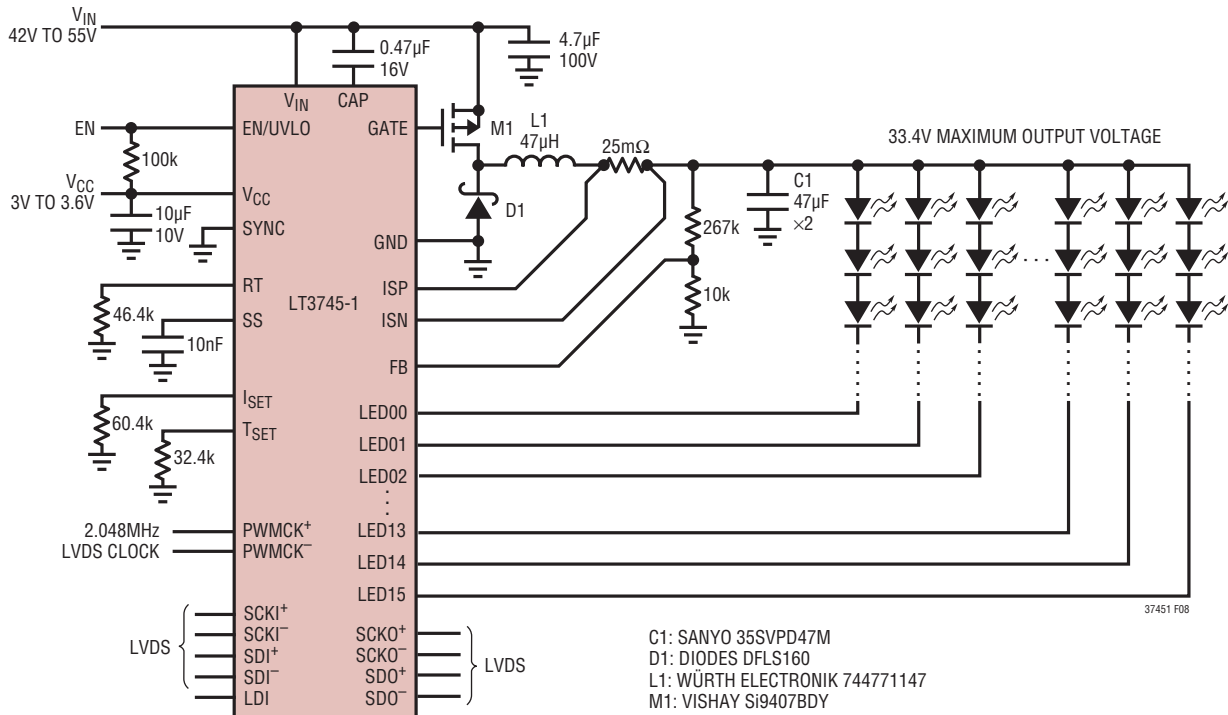 VIN
42V TO 55V
0.47µF
16V
4.7µF
100V
VIN
CAP
EN
EN/UVLO
GATE
M1
L1
47µH
25mΩ
33.4V MAXIMUM OUTPUT VOLTAGE
100k
VCC
3V TO 3.6V
VCC
10µF
10V
SYNC
D1
C1
47µF
×2
267k
GND
RT
ISP
10k
LT3745-1
46.4k
SS
ISN
10nF
FB
ISET
LED00
60.4k
TSET
LED01
32.4k
LED02
2.048MHz
LVDS CLOCK
PWMCK+
PWMCK–
LED13
LED14
LED15
37451 F08
LVDS
SCKI+
SCKI–
SDI+
SDI–
LDI
SCKO+
SCKO–
SDO+
SDO–
LVDS
C1: SANYO 35SVPD47M
D1: DIODES DFLS160
L1: WÜRTH ELECTRONIK 744771147
M1: VISHAY Si9407BDY